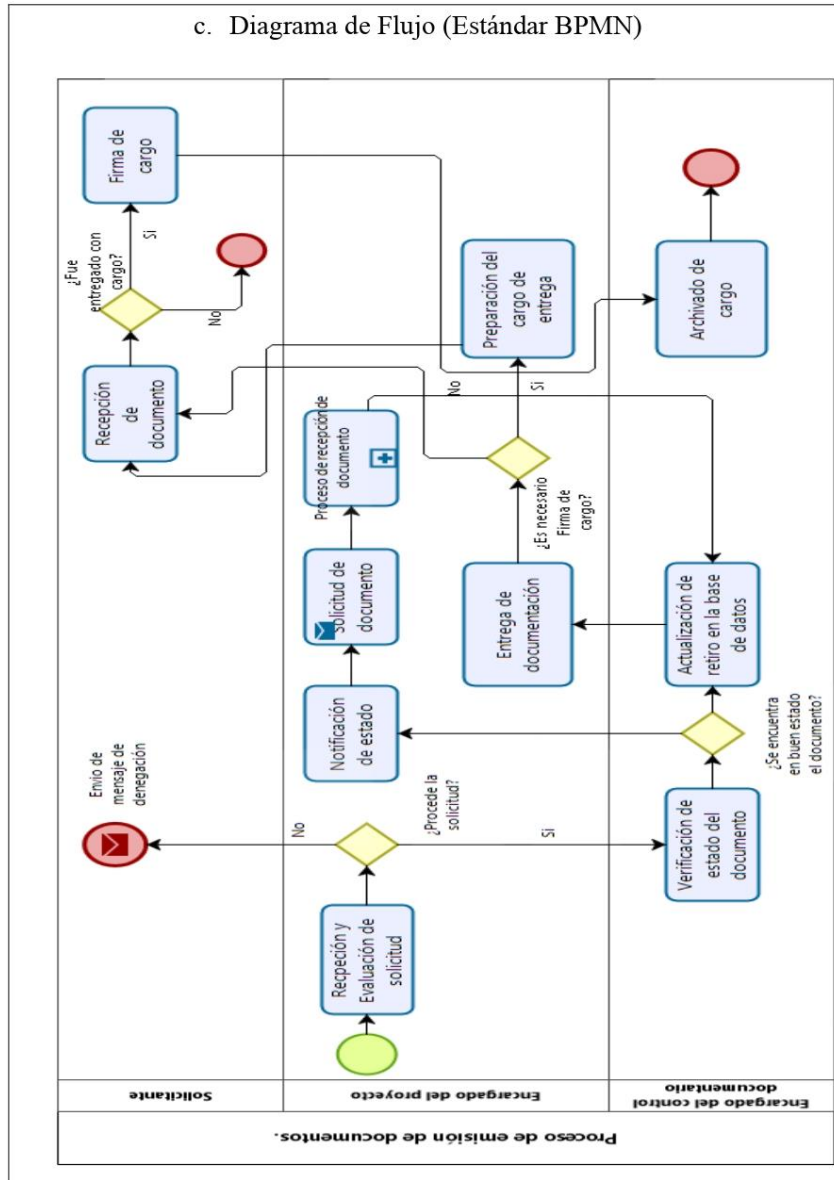 c. Diagrama de Flujo (Estándar BPMN)
Proceso de emisión de documentos.
Solicitante
Encargado del proyecto
Encargado del control
documentario
Recpeción y
Evaluación de
solicitud
¿Procede la
solicitud?
No
Si
Envio de
mensaje de
denegación
Verificación de
estado del
documento
¿Se encuentra
en buen estado
el documento?
Notificación
de estado
Solicitud de
documento
Proceso de recepción de
documento
Actualización de
retiro en la base
de datos
Entrega de
documentación
¿Es necesario
Firma de
cargo?
No
Si
Preparación del
cargo de
entrega
Recepción
de
documento
¿Fue
entregado con
cargo?
No
Si
Firma de
cargo
Archivado de
cargo